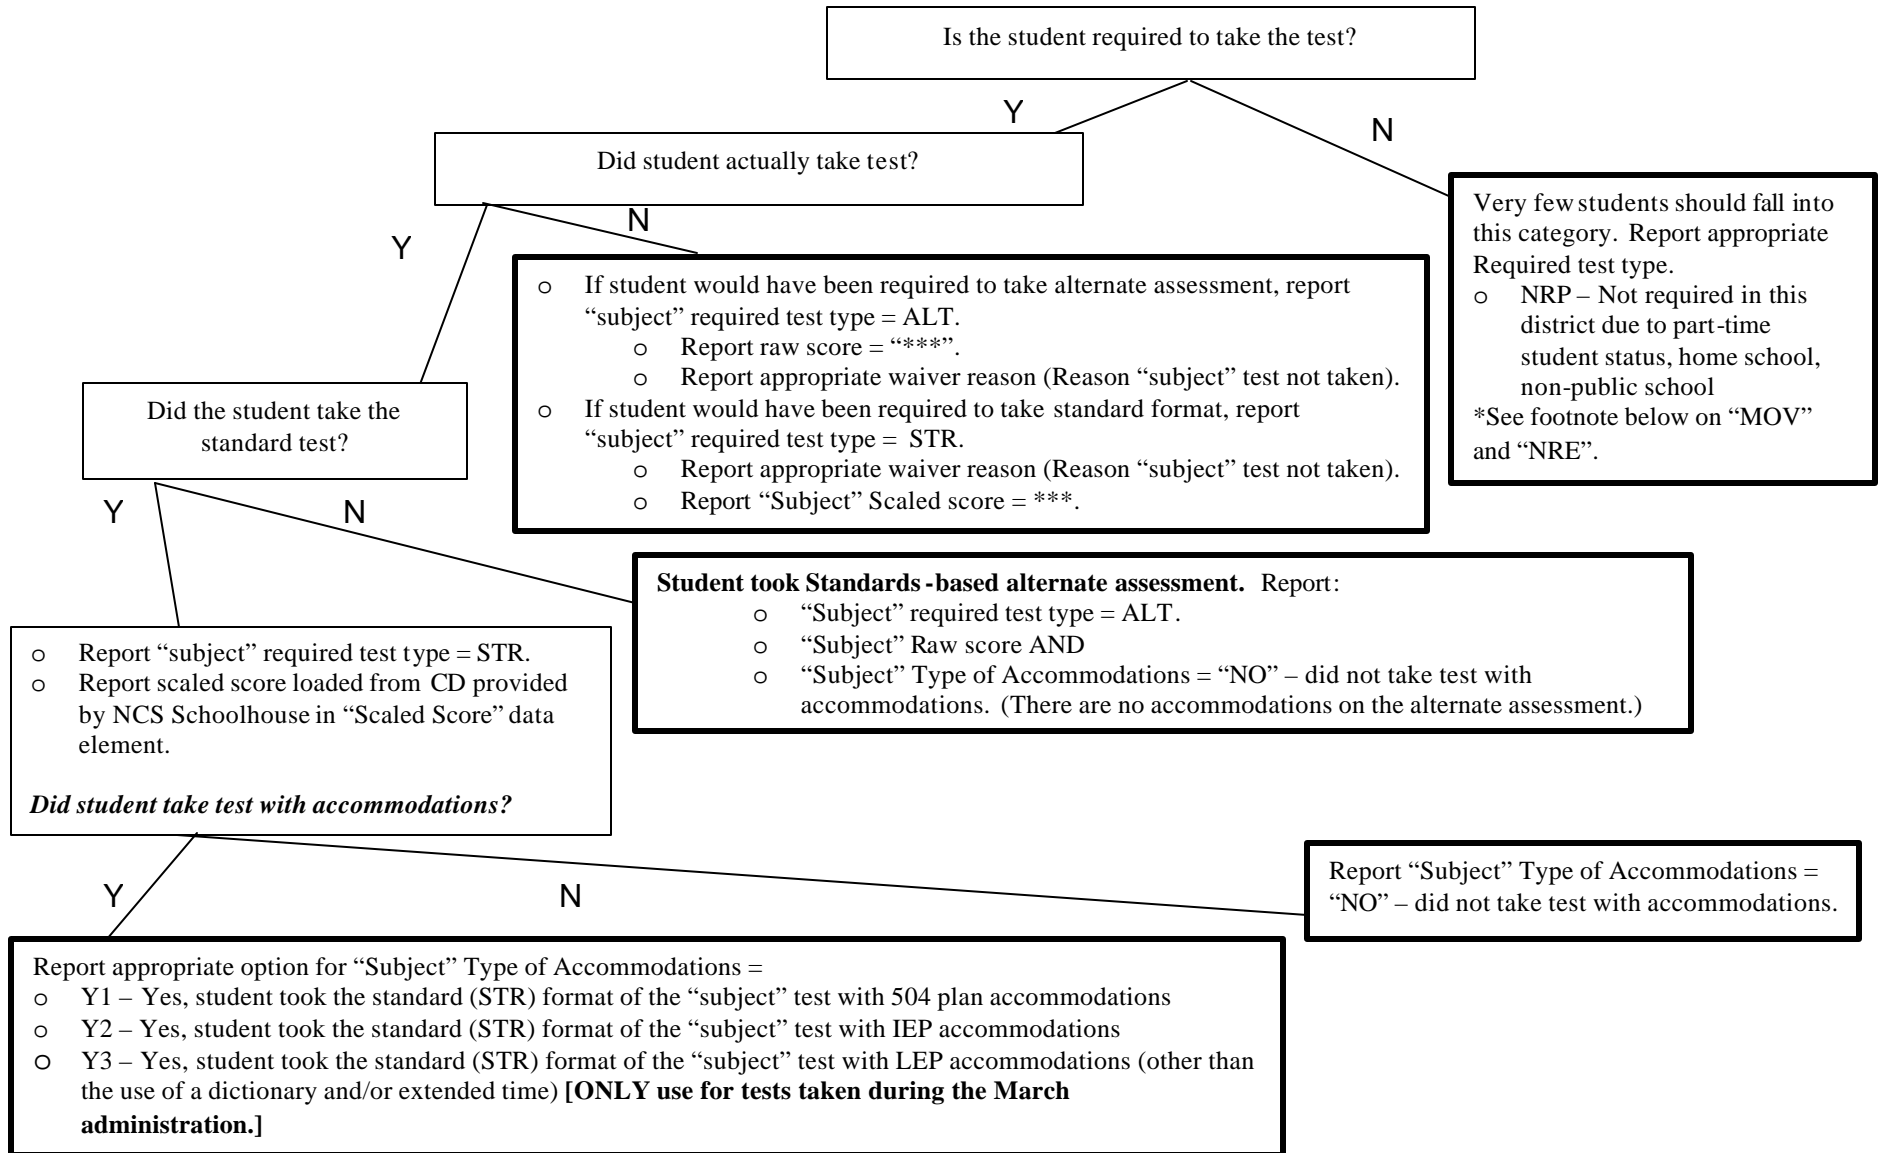 Is the student required to take the test?
Y
N
Did student actually take test?
Y
N
Very few students should fall into
this category. Report appropriate
Required test type.
o NRP – Not required in this
district due to part-time
student status, home school,
non-public school
*See footnote below on “MOV”
and “NRE”.
o If student would have been required to take alternate assessment, report
“subject” required test type = ALT.
o Report raw score = “***”.
o Report appropriate waiver reason (Reason “subject” test not taken).
o If student would have been required to take standard format, report
“subject” required test type = STR.
o Report appropriate waiver reason (Reason “subject” test not taken).
o Report “Subject” Scaled score = ***.
Did the student take the
standard test?
Y
N
Student took Standards -based alternate assessment. Report:
o “Subject” required test type = ALT.
o “Subject” Raw score AND
o “Subject” Type of Accommodations = “NO” – did not take test with
accommodations. (There are no accommodations on the alternate assessment.)
o Report “subject” required test type = STR.
o Report scaled score loaded from CD provided
by NCS Schoolhouse in “Scaled Score” data
element.
Did student take test with accommodations?
Y
N
Report “Subject” Type of Accommodations =
“NO” – did not take test with accommodations.
Report appropriate option for “Subject” Type of Accommodations =
o Y1 – Yes, student took the standard (STR) format of the “subject” test with 504 plan accommodations
o Y2 – Yes, student took the standard (STR) format of the “subject” test with IEP accommodations
o Y3 – Yes, student took the standard (STR) format of the “subject” test with LEP accommodations (other than
the use of a dictionary and/or extended time) [ONLY use for tests taken during the March
administration.]